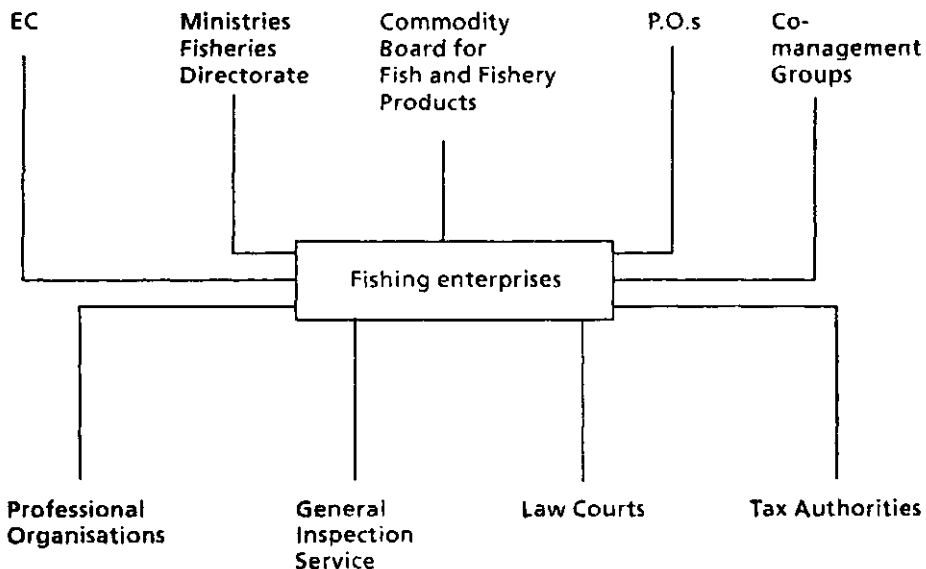 EC
Ministries
Fisheries
Directorate
Commodity
Board for
Fish and Fishery
Products
P.O.s
Co-
management
Groups
Fishing enterprises
Professional
Organisations
General
Inspection
Service
Law Courts
Tax Authorities